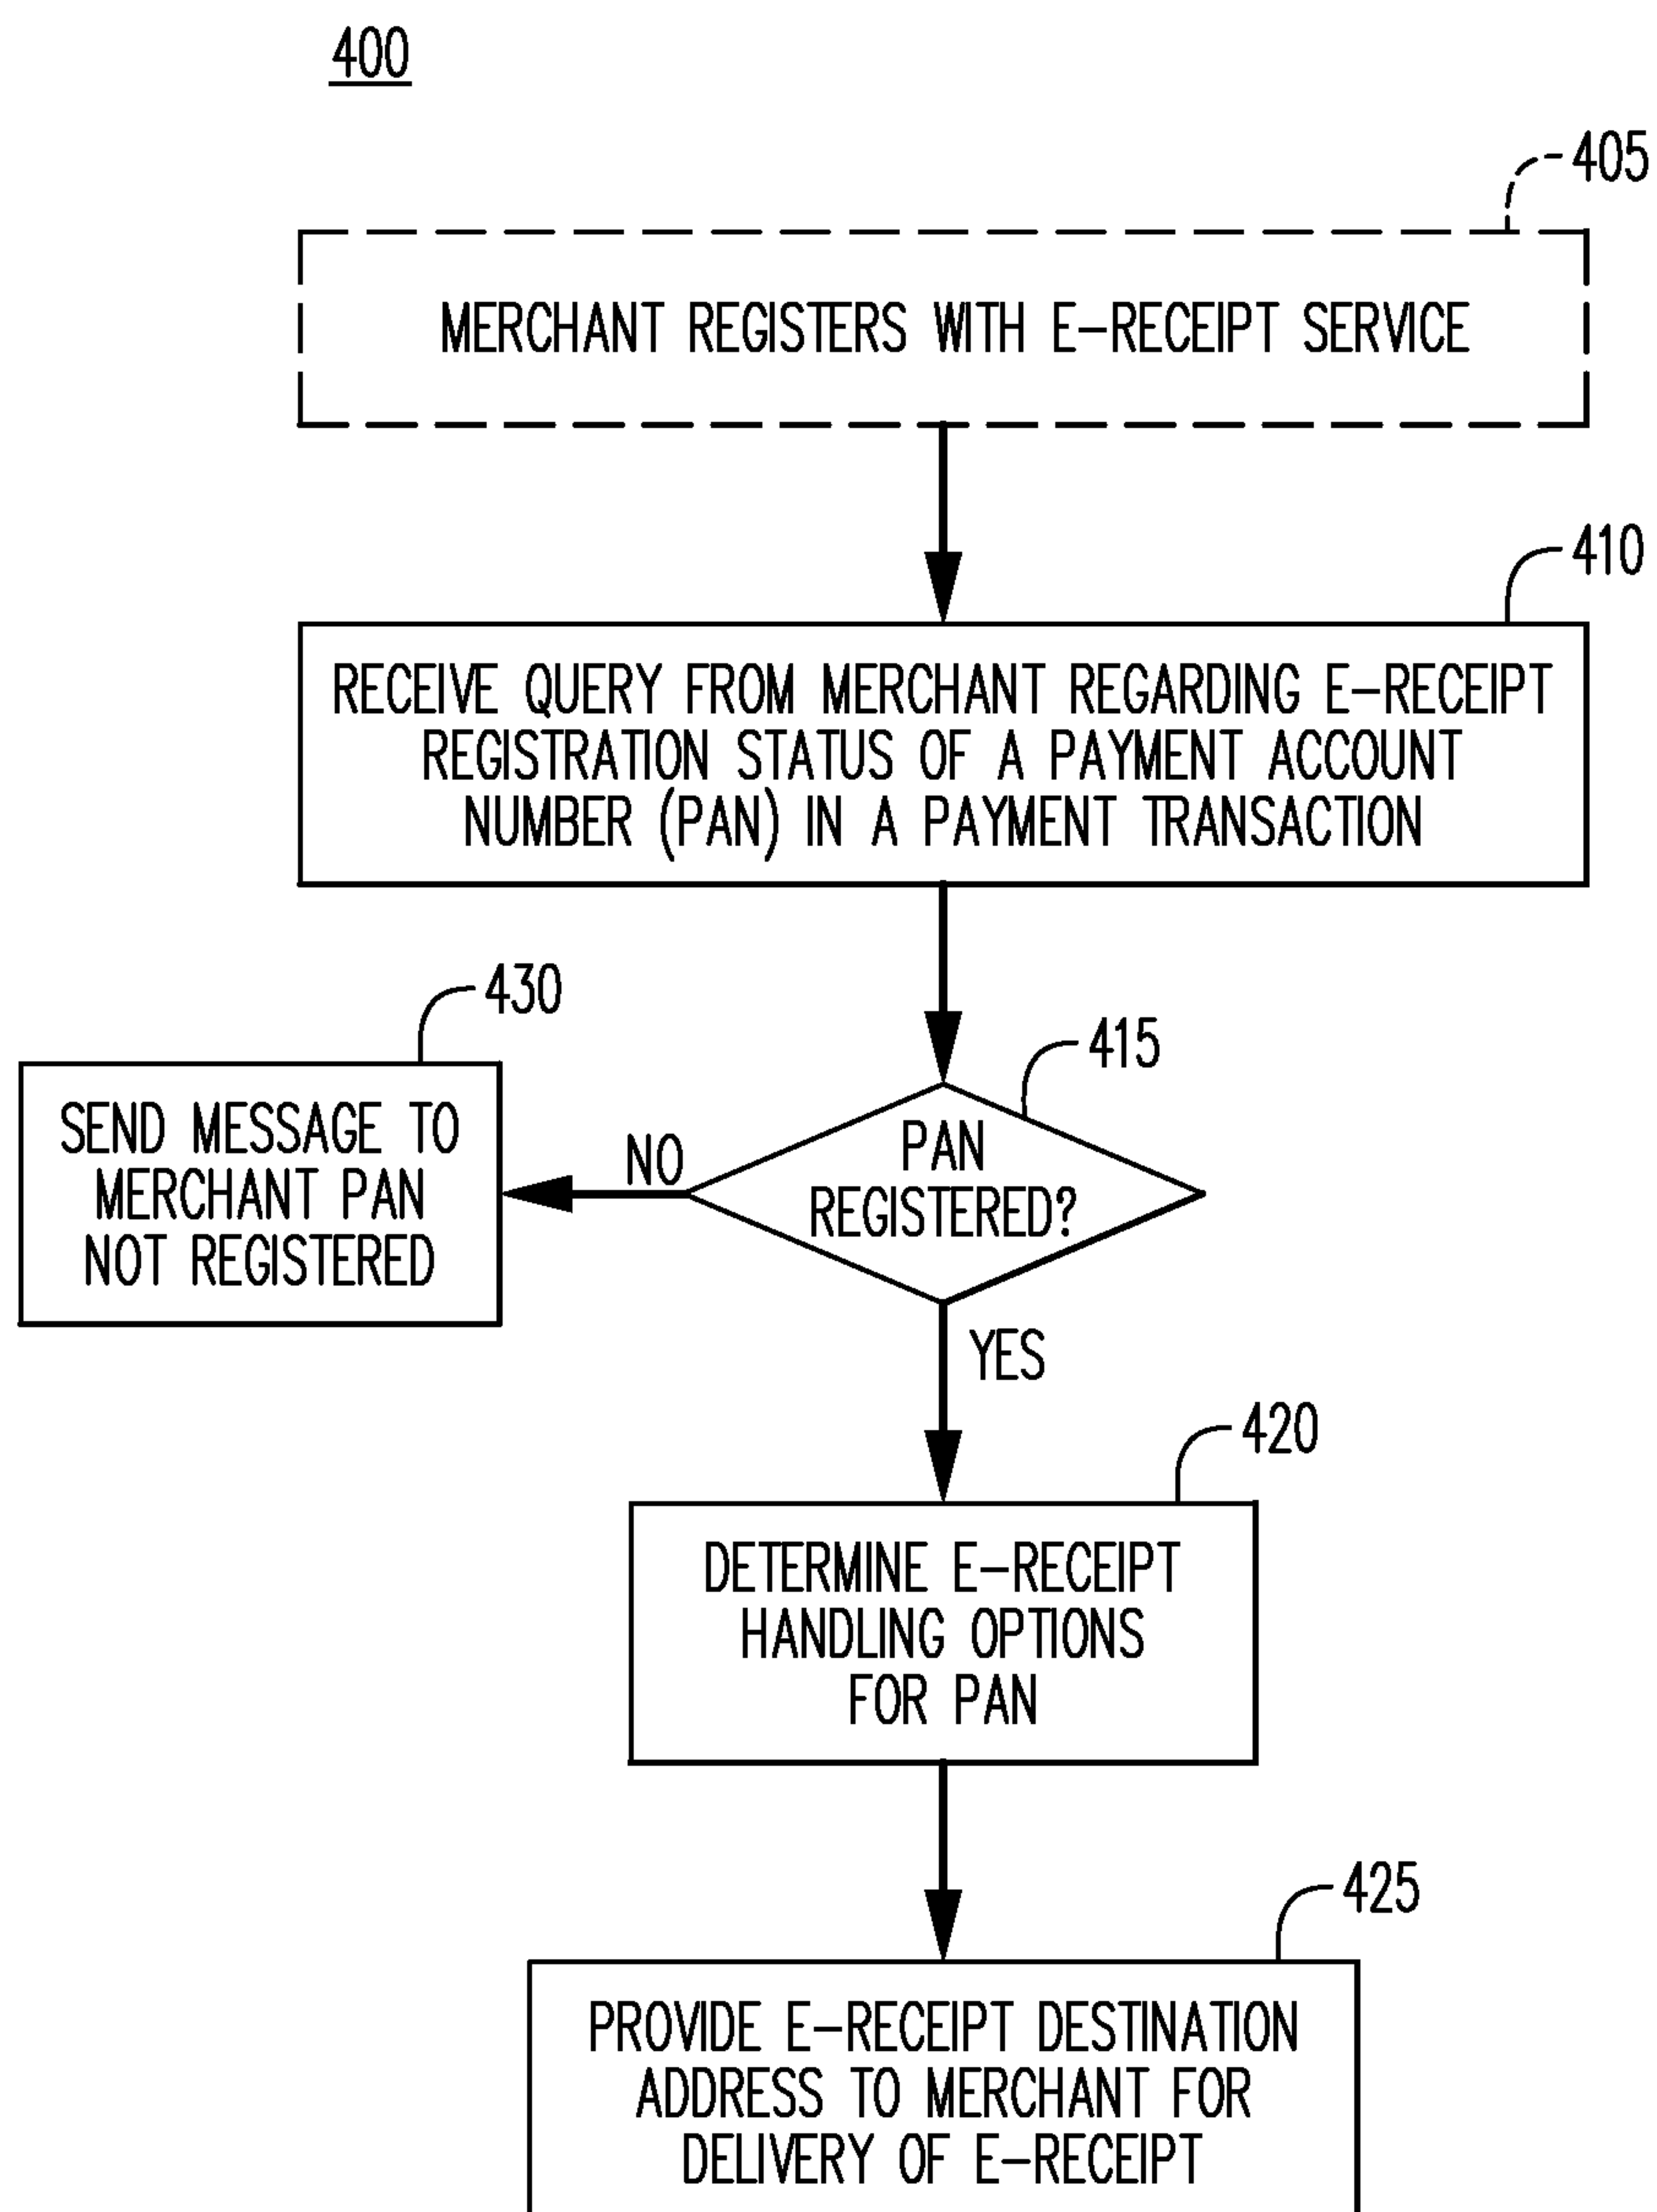 400
405
MERCHANT REGISTERS WITH E-RECEIPT SERVICE
410
RECEIVE QUERY FROM MERCHANT REGARDING E-RECEIPT
REGISTRATION STATUS OF A PAYMENT ACCOUNT
NUMBER (PAN) IN A PAYMENT TRANSACTION
430
SEND MESSAGE TO
MERCHANT PAN
NOT REGISTERED
NO
415
PAN
REGISTERED?
YES
420
DETERMINE E-RECEIPT
HANDLING OPTIONS
FOR PAN
425
PROVIDE E-RECEIPT DESTINATION
ADDRESS TO MERCHANT FOR
DELIVERY OF E-RECEIPT